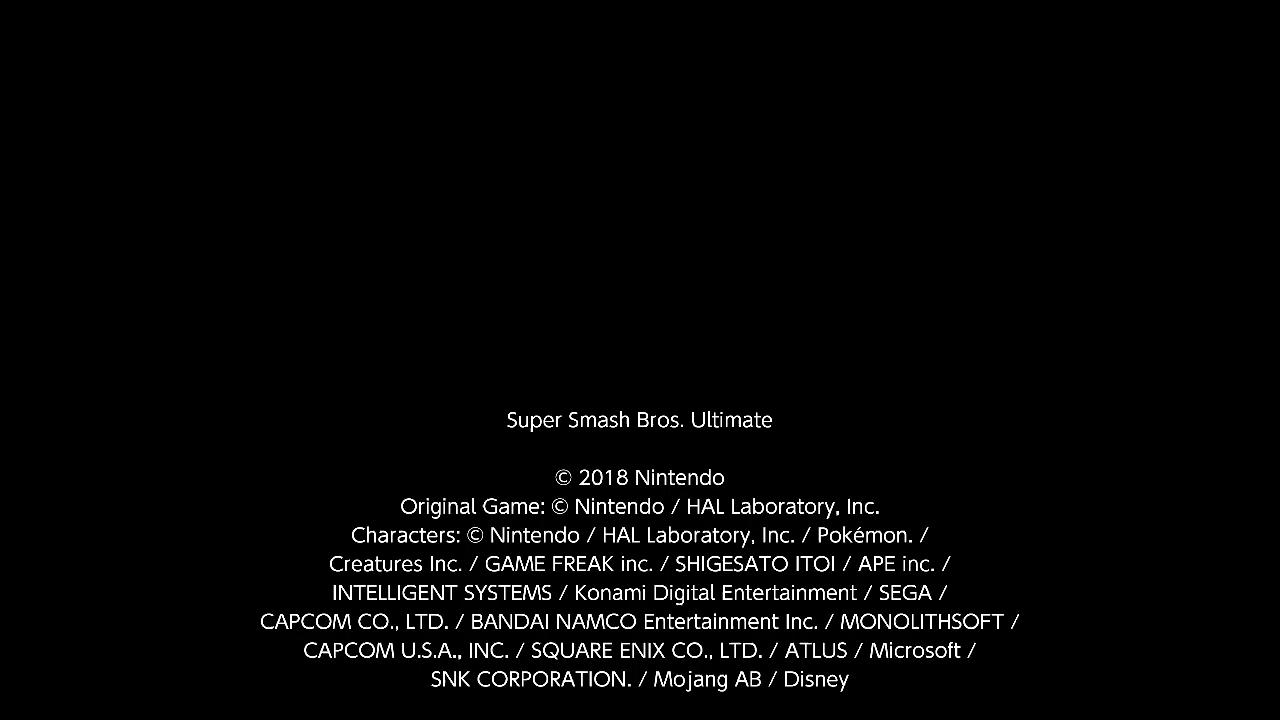 Super Smash Bros. Ultimate
© 2018 Nintendo
Original Game: © Nintendo / HAL Laboratory, Inc.
Characters: © Nintendo / HAL Laboratory, Inc. / Pokémon. /
Creatures Inc. / GAME FREAK inc. / SHIGESATO ITOI / APE inc. /
INTELLIGENT SYSTEMS / Konami Digital Entertainment / SEGA /
CAPCOM CO., LTD. / BANDAI NAMCO Entertainment Inc. / MONOLITHSOFT /
CAPCOM U.S.A., INC. / SQUARE ENIX CO., LTD. / ATLUS / Microsoft /
SNK CORPORATION. / Mojang AB / Disney